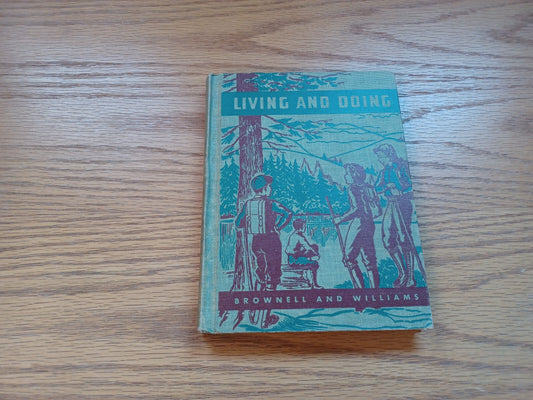 LIVING AND DOING
BROWNELL AND WILLIAMS